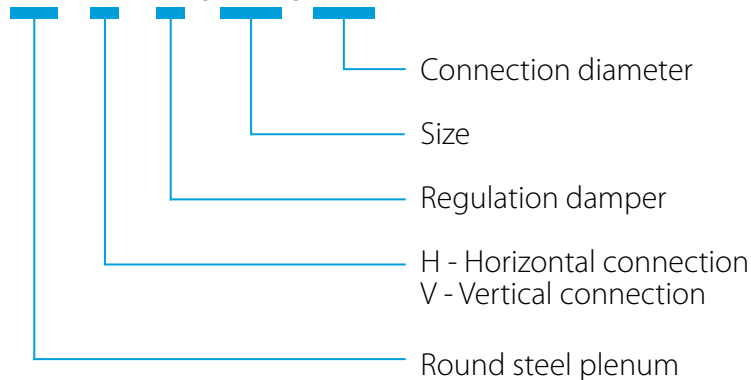 Connection diameter
Size
Regulation damper
H - Horizontal connection
V - Vertical connection
Round steel plenum